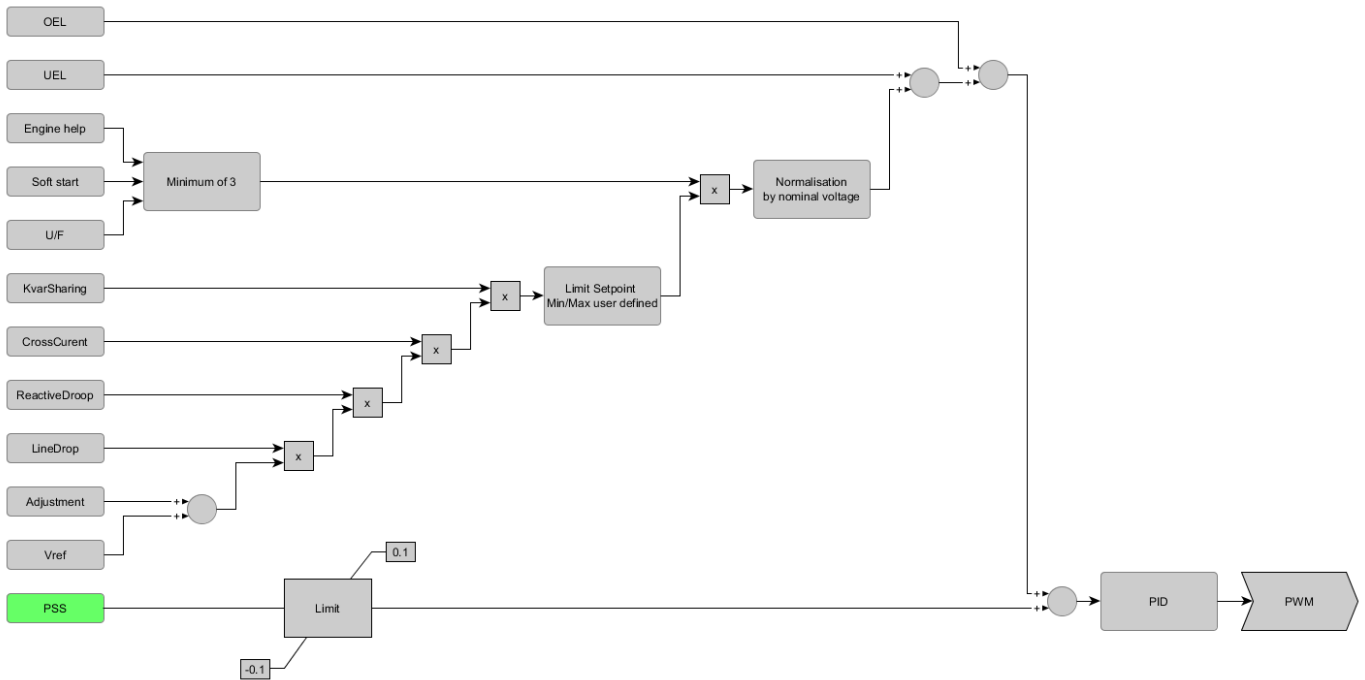 OEL
UEL
+
+
+
+
Engine help
Soft start
Minimum of 3
x
Normalisation
by nominal voltage
U/F
KvarSharing
x
Limit Setpoint
Min/Max user defined
CrossCurent
x
ReactiveDroop
x
LineDrop
x
Adjustment
+
+
Vref
0.1
PSS
Limit
+
+
PID
PWM
-0.1